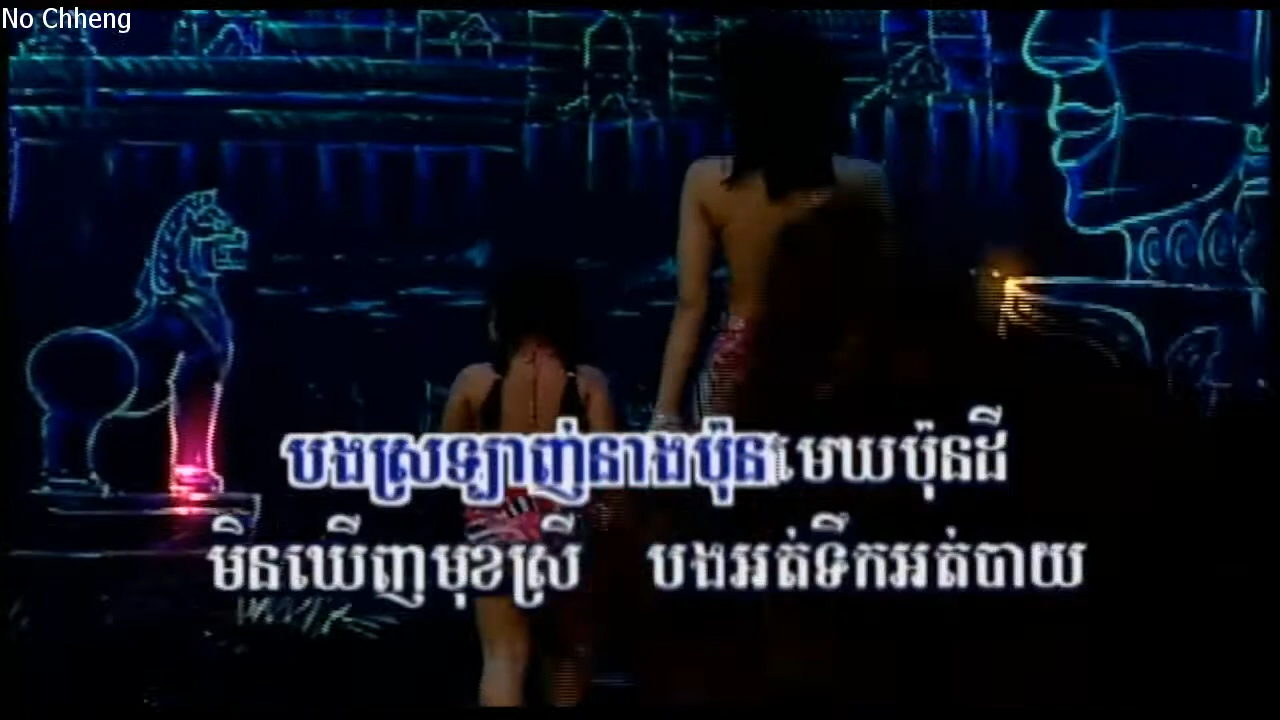 No Chheng
បងស្រឡាញ់នាងប៉ុនមេឃប៉ុនដី
មិនឃើញមុខស្រី បងអត់ទឹកអត់បាយ